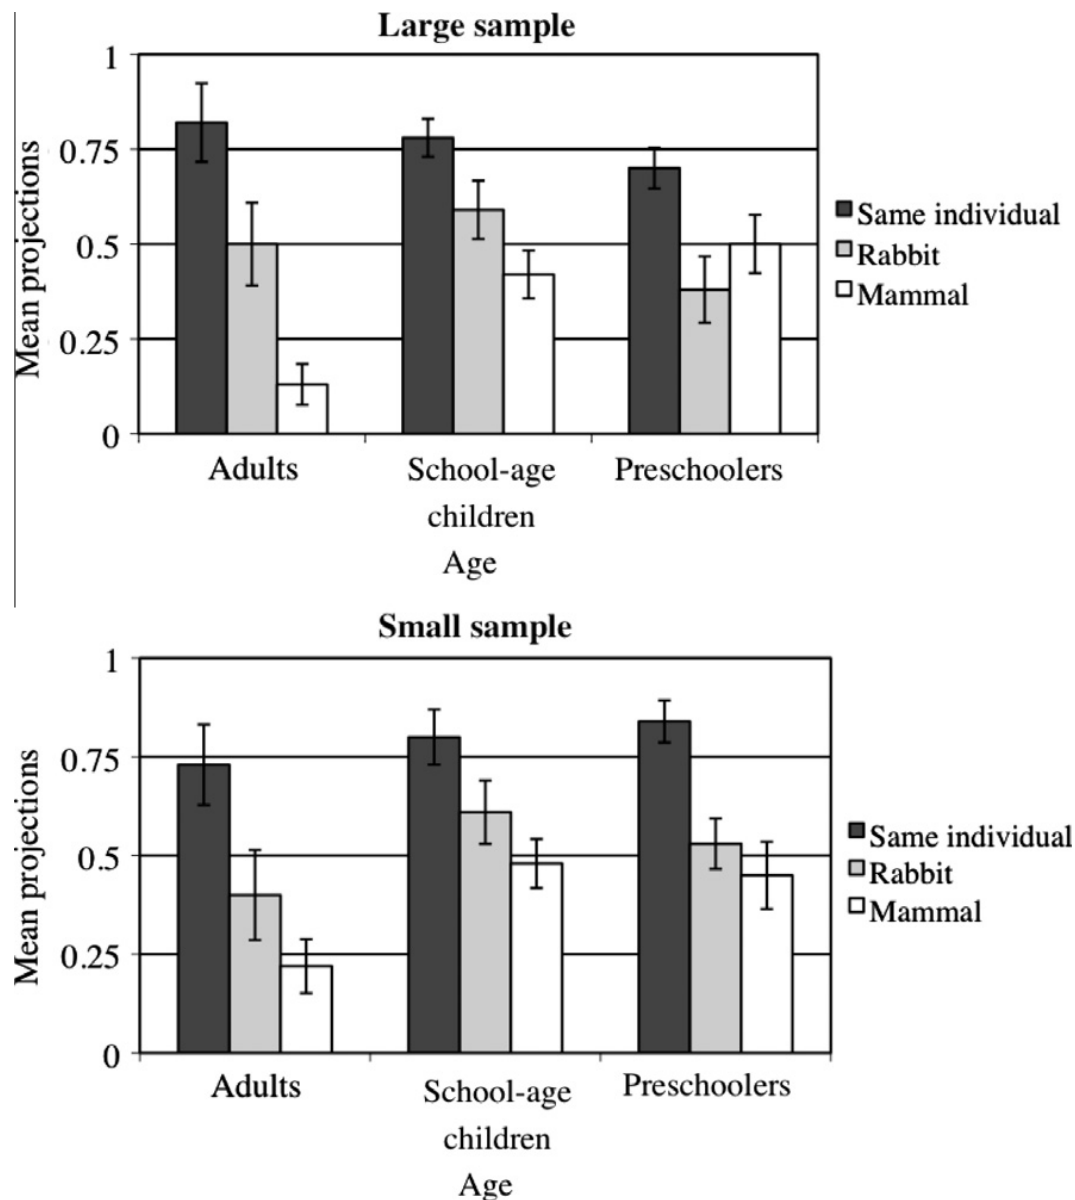 Large sample
Mean projections
1
0.75
0.5
0.25
0
Adults
School-age
children
Preschoolers
Age
Same individual
Rabbit
Mammal
Small sample
Mean projections
1
0.75
0.5
0.25
0
Adults
School-age
children
Preschoolers
Age
Same individual
Rabbit
Mammal